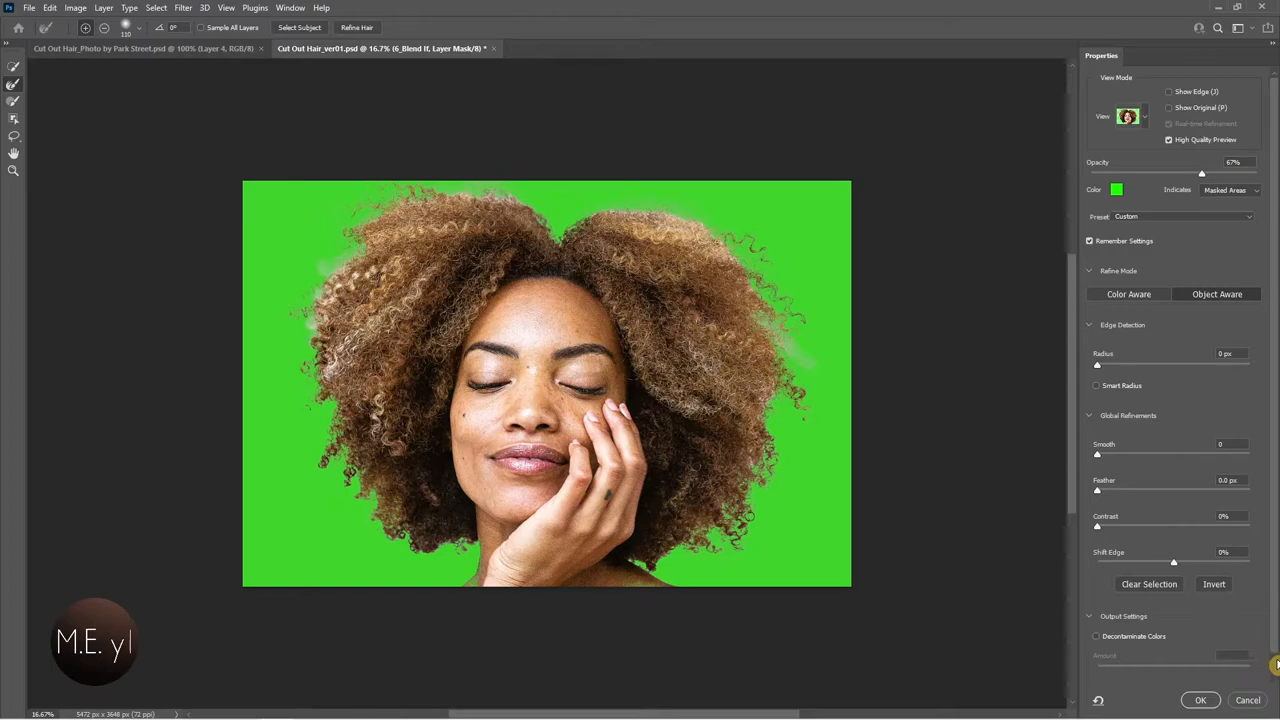 Ps File Edit Image Layer Type Select Filter 3D View Plugins Window Help
110 0° Sample All Layers Select Subject Refine Hair
Cut Out Hair_Photo by Park Street.psd @ 100% (Layer 4, RGB/8) × Cut Out Hair_ver01.psd @ 16.7% (6_Blend If, Layer Mask/8) * ×
Properties
View Mode
Show Edge (J)
Show Original (P)
View
Real-time Refinement
High Quality Preview
Opacity 67%
Color Indicates Masked Areas
Preset: Custom
Remember Settings
Refine Mode
Color Aware Object Aware
Edge Detection
Radius 0 px
Smart Radius
Global Refinements
Smooth 0
Feather 0.0 px
Contrast 0%
Shift Edge 0%
Clear Selection Invert
Output Settings
Decontaminate Colors
Amount
M.E. yl
OK Cancel
16.67% 5472 px x 3648 px (72 ppi)